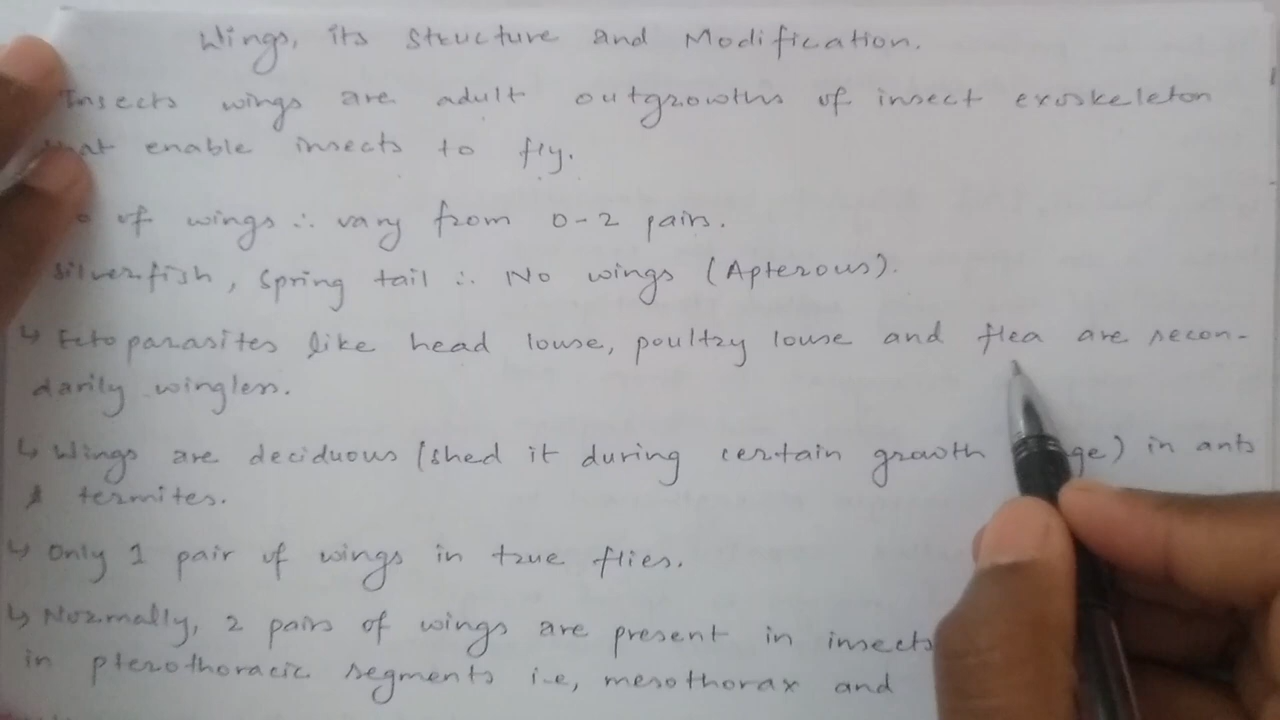 Wings, its structure and Modification.
Insects wings are adult outgrowths of insect exoskeleton
enable insects to fly.
of wings ∴ vary from 0-2 pairs.
Silverfish, Spring tail ∴ No wings (Apterous).
↳ Ectoparasites like head louse, poultry louse and flea are secon-
darily wingless.
↳ Wings are deciduous (shed it during certain growth ) in ants
& termites.
↳ Only 1 pair of wings in true flies.
↳ Normally, 2 pairs of wings are present in insects
in pterothoracic segments i.e, mesothorax and